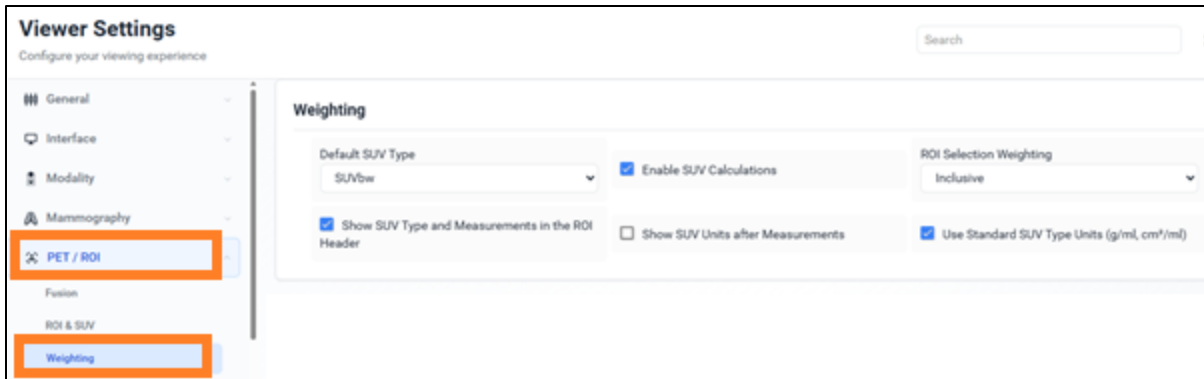 Viewer Settings
Configure your viewing experience
Search
General
Interface
Modality
Mammography
PET / ROI
Fusion
ROI & SUV
Weighting
Weighting
Default SUV Type
SUVbw
Enable SUV Calculations
ROI Selection Weighting
Inclusive
Show SUV Type and Measurements in the ROI
Header
Show SUV Units after Measurements
Use Standard SUV Type Units (g/ml, cm²/ml)